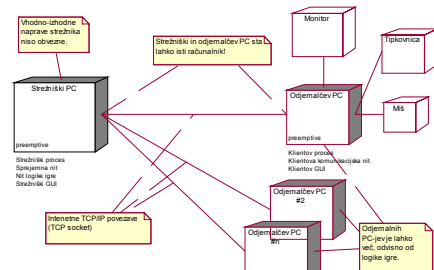 Vhodno-izhodne
naprave strežnika
niso obvezne.
Strežniški in odjemalčev PC sta
lahko isti računalnik!
Monitor
Tipkovnica
Miš
Strežniški PC
preemptive
Strežniški proces
Sprejemna nit
Nit logike igre
Strežniški GUI
Odjemalčev PC
preemptive
Klientov proces
Klientova komunikacijska nit
Klientov GUI
Odjemalčev PC
#2
Odjemalčev PC
#n
Intenetne TCP/IP povezave
(TCP socket)
Odjemalnih
PC-jev je lahko
več, odvisno od
logike igre.